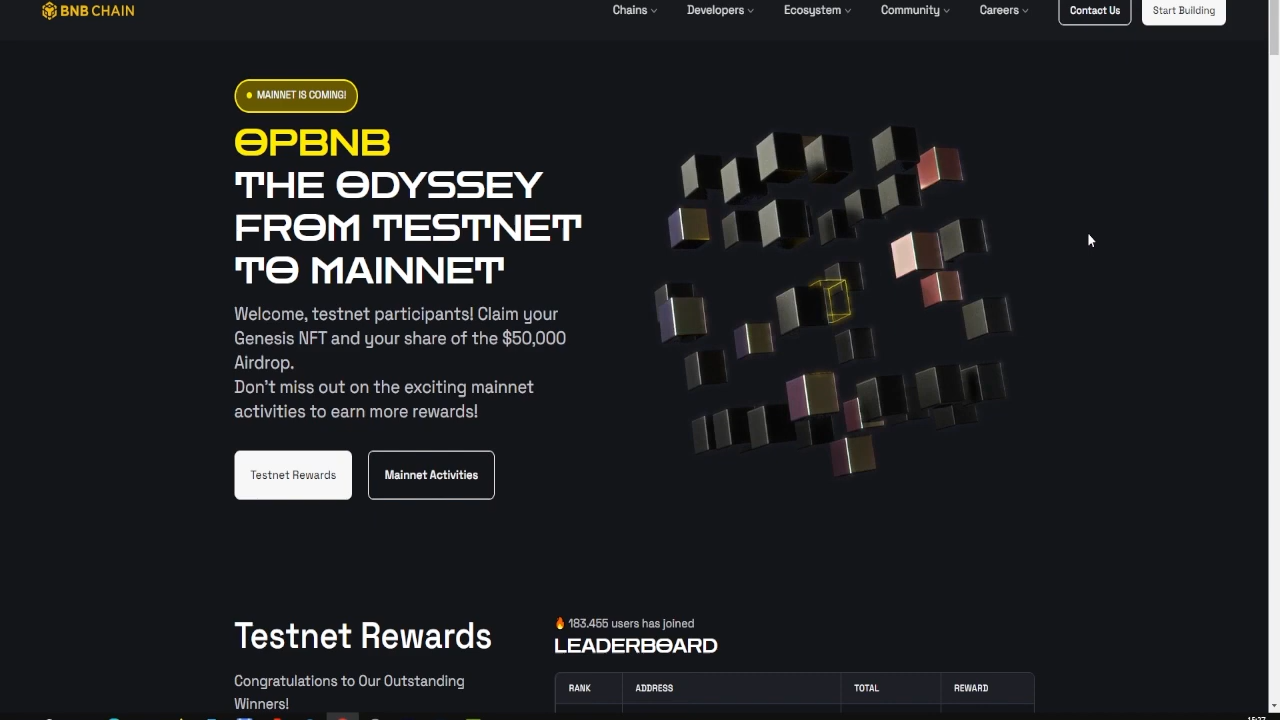 BNB CHAIN
Chains
Developers
Ecosystem
Community
Careers
Contact Us
Start Building
MAINNET IS COMING!
OPBNB
THE ODYSSEY
FROM TESTNET
TO MAINNET
Welcome, testnet participants! Claim your
Genesis NFT and your share of the $50,000
Airdrop.
Don't miss out on the exciting mainnet
activities to earn more rewards!
Testnet Rewards
Mainnet Activities
Testnet Rewards
Congratulations to Our Outstanding
Winners!
183.455 users has joined
LEADERBOARD
RANK
ADDRESS
TOTAL
REWARD